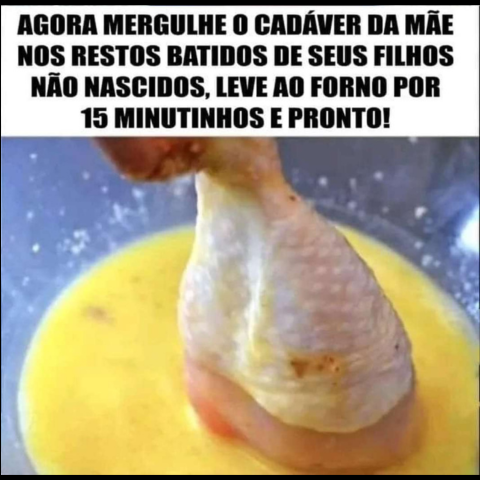 AGORA MERGULHE O CADÁVER DA MÃE
NOS RESTOS BATIDOS DE SEUS FILHOS
NÃO NASCIDOS, LEVE AO FORNO POR
15 MINUTINHOS E PRONTO!